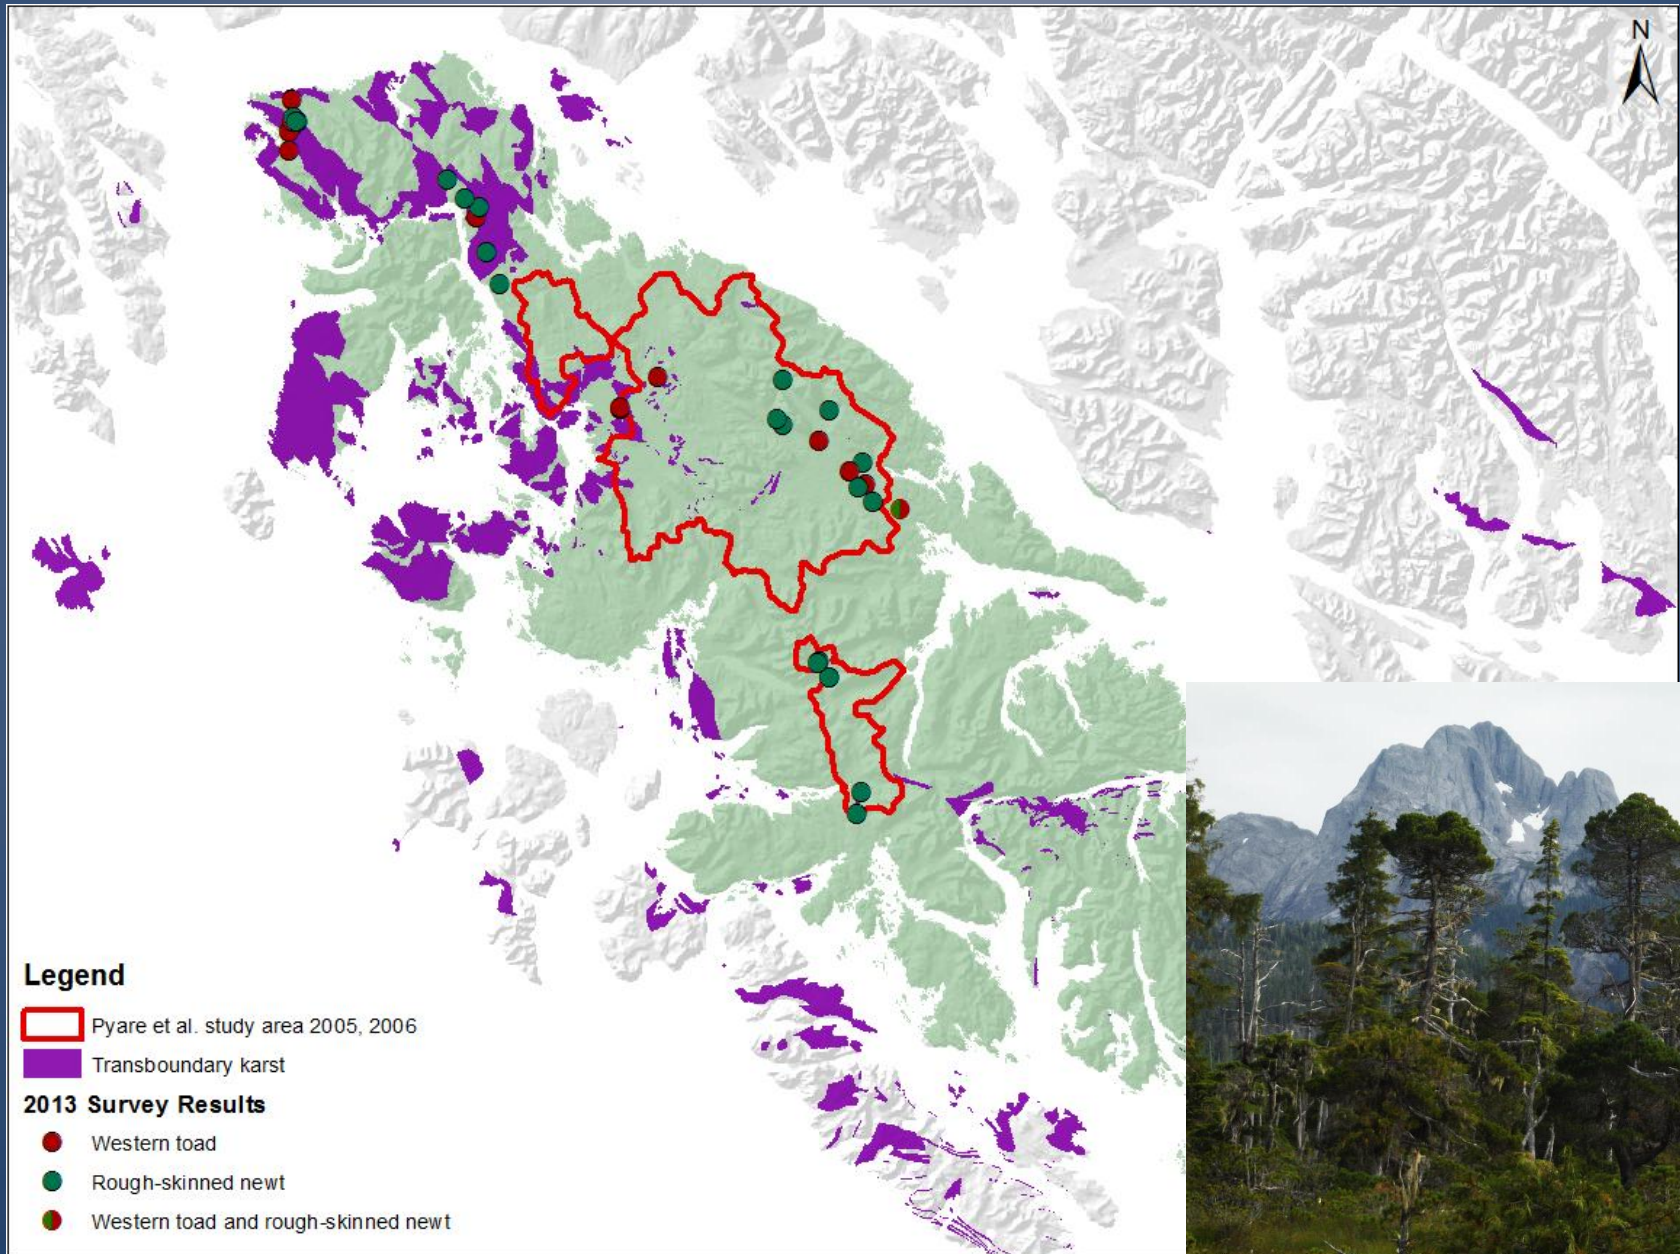 N
Legend
Pyare et al. study area 2005, 2006
Transboundary karst
2013 Survey Results
Western toad
Rough-skinned newt
Western toad and rough-skinned newt